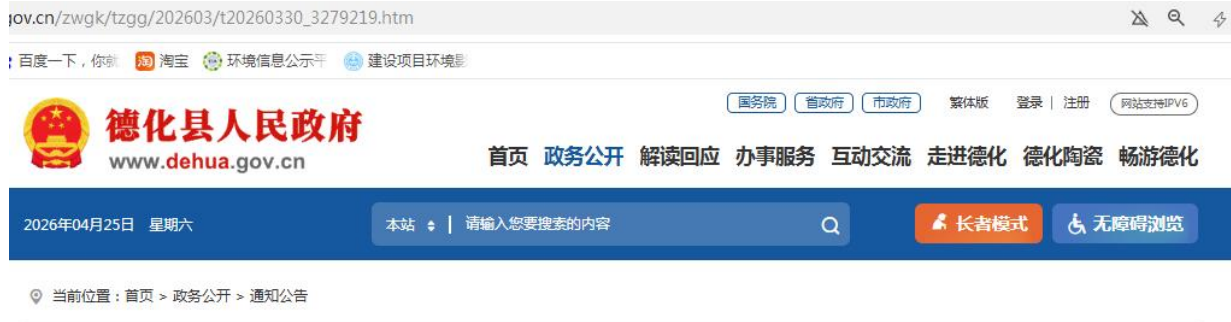 gov.cn/zwgk/tzgg/202603/t20260330_3279219.htm
百度一下，你就 淘 淘宝 环境信息公示平 建设项目环境影
国务院 省政府 市政府 繁体版 登录 | 注册 网站支持IPV6
德化县人民政府
www.dehua.gov.cn
首页 政务公开 解读回应 办事服务 互动交流 走进德化 德化陶瓷 畅游德化
2026年04月25日 星期六 本站 请输入您要搜索的内容 长者模式 无障碍浏览
当前位置：首页 > 政务公开 > 通知公告